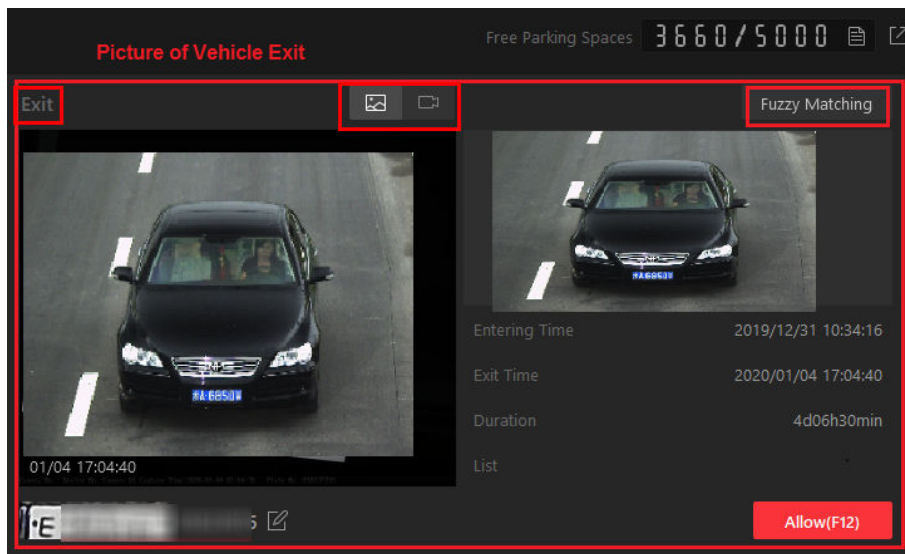 Free Parking Spaces 3660/5000
Picture of Vehicle Exit
Exit
Fuzzy Matching
Entering Time 2019/12/31 10:34:16
Exit Time 2020/01/04 17:04:40
Duration 4d06h30min
List
01/04 17:04:40
·E 5
Allow(F12)